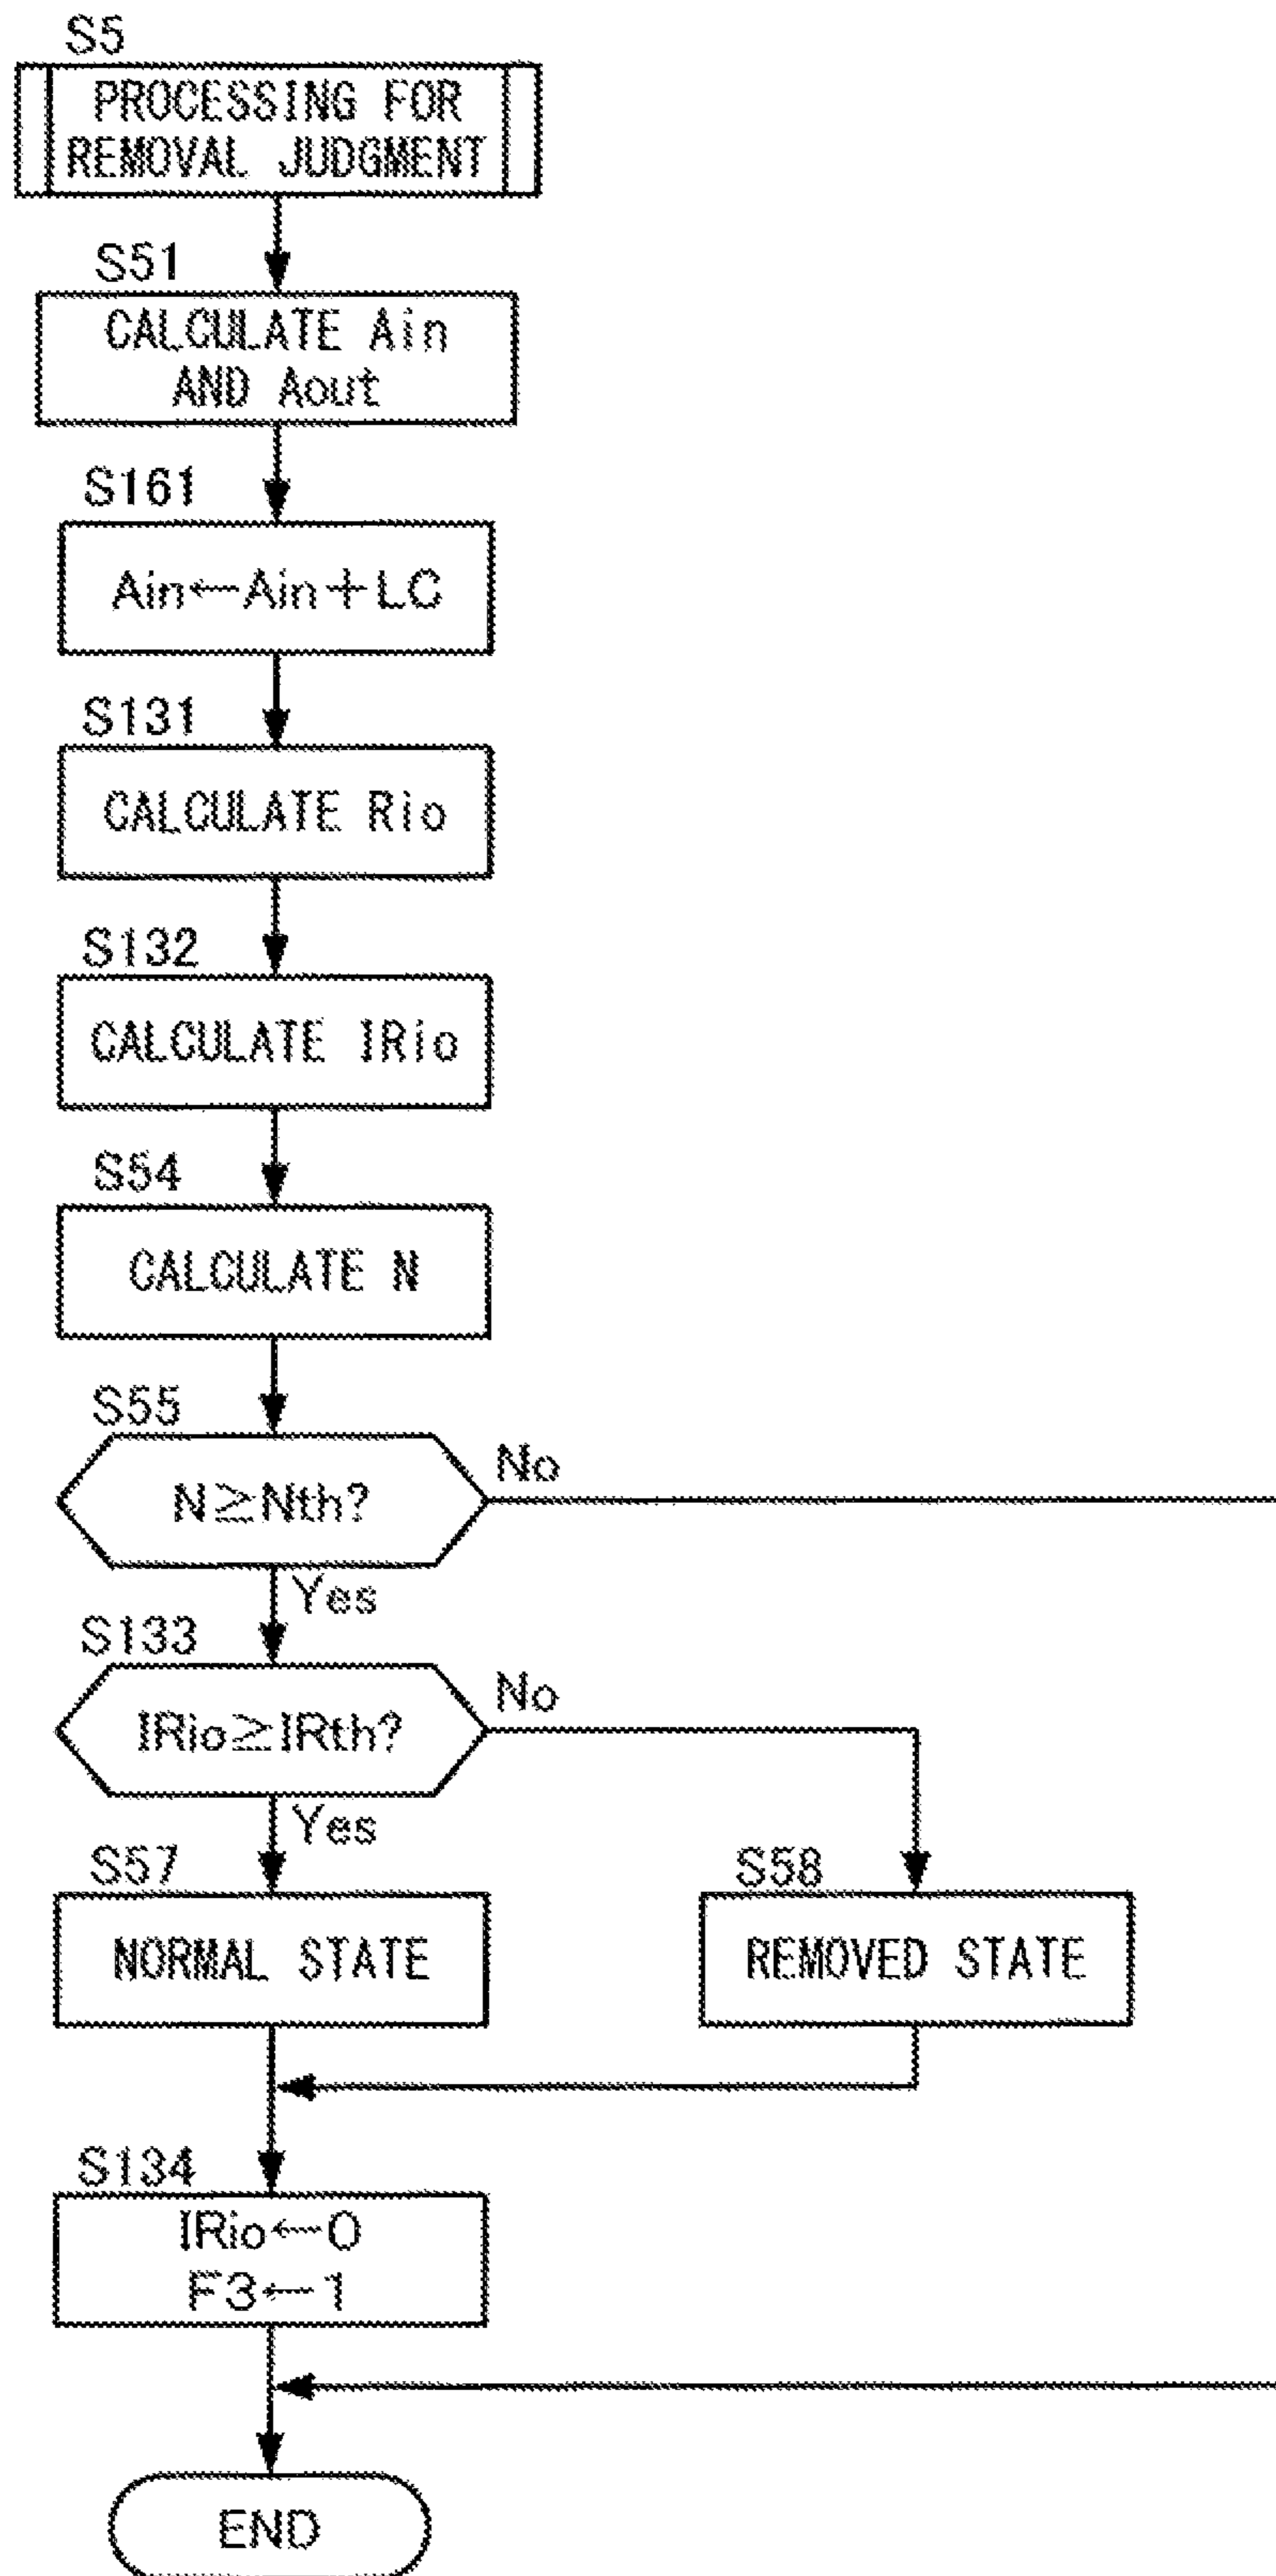 S5
PROCESSING FOR
REMOVAL JUDGMENT
S51
CALCULATE Ain
AND Aout
S161
Ain←Ain+LC
S131
CALCULATE Rio
S132
CALCULATE IRio
S54
CALCULATE N
S55
N≧Nth?
No
Yes
S133
IRio≧IRth?
No
Yes
S57
NORMAL STATE
S58
REMOVED STATE
S134
IRio←0
F3←1
END